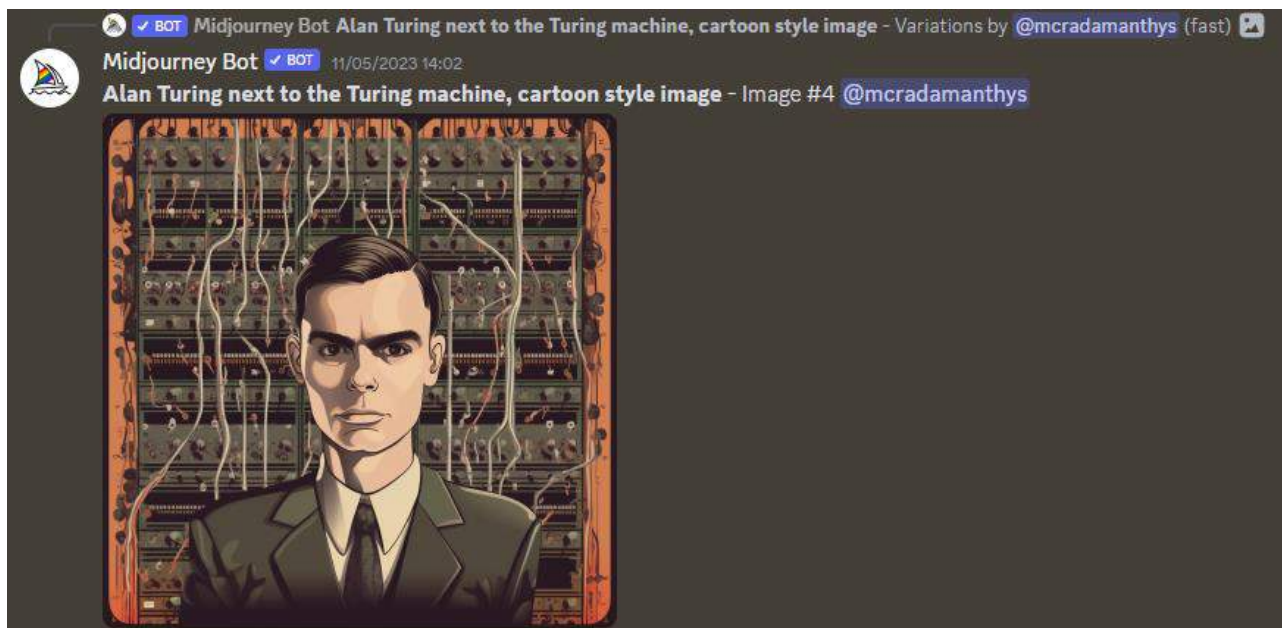 ✓ BOT Midjourney Bot Alan Turing next to the Turing machine, cartoon style image - Variations by @mcradamanthys (fast)
Midjourney Bot ✓ BOT 11/05/2023 14:02
Alan Turing next to the Turing machine, cartoon style image - Image #4 @mcradamanthys